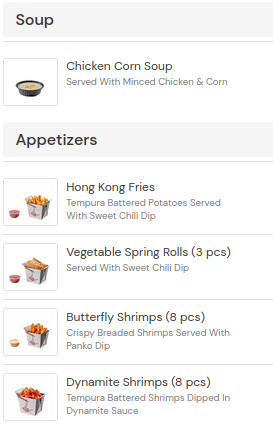 Soup
Chicken Corn Soup
Served With Minced Chicken & Corn
Appetizers
Hong Kong Fries
Tempura Battered Potatoes Served
With Sweet Chili Dip
Vegetable Spring Rolls (3 pcs)
Served With Sweet Chili Dip
Butterfly Shrimps (8 pcs)
Crispy Breaded Shrimps Served With
Panko Dip
Dynamite Shrimps (8 pcs)
Tempura Battered Shrimps Dipped In
Dynamite Sauce